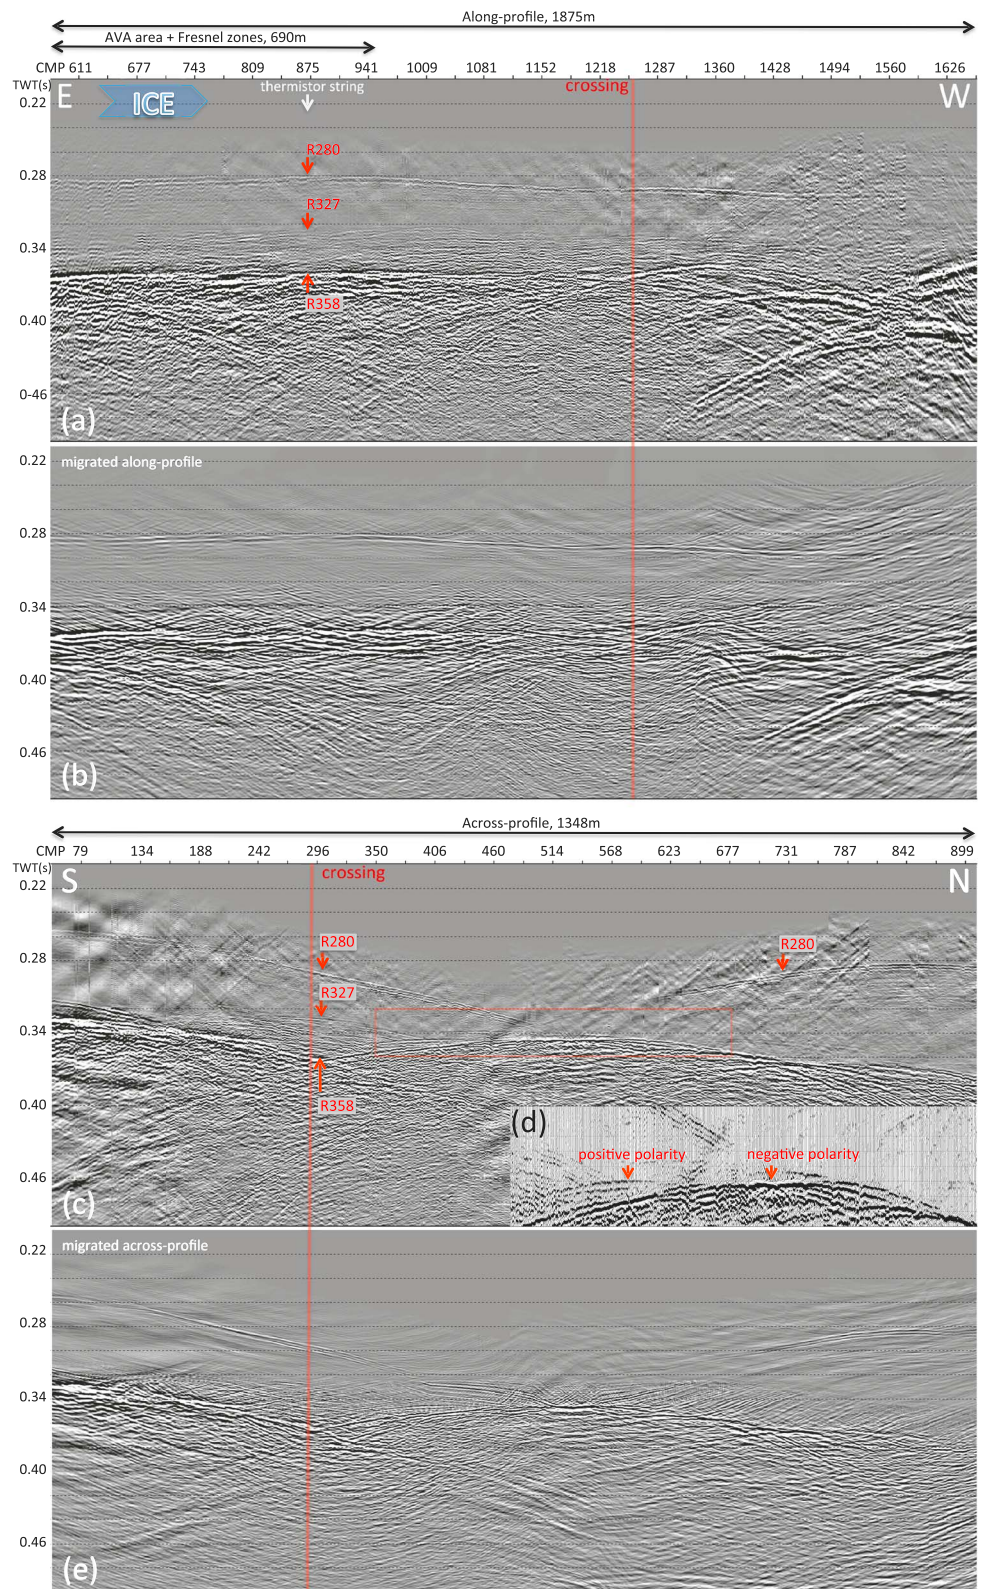 Along-profile, 1875m
AVA area + Fresnel zones, 690m
CMP 611 677 743 809 875 941 1009 1081 1152 1218 1287 1360 1428 1494 1560 1626
TWT(s)
E thermistor string crossing W
ICE
0.22
R280
0.28
R327
0.34
R358
0.40
0-46
(a)
0.22 migrated along-profile
0.28
0.34
0.40
0.46
(b)
Across-profile, 1348m
CMP 79 134 188 242 296 350 406 460 514 568 623 677 731 787 842 899
TWT(s)
S crossing N
0.22
R280 R280
0.28
R327
0.34
R358
0.40
(d)
positive polarity negative polarity
0.46
(c)
migrated across-profile
0.22
0.28
0.34
0.40
0.46
(e)